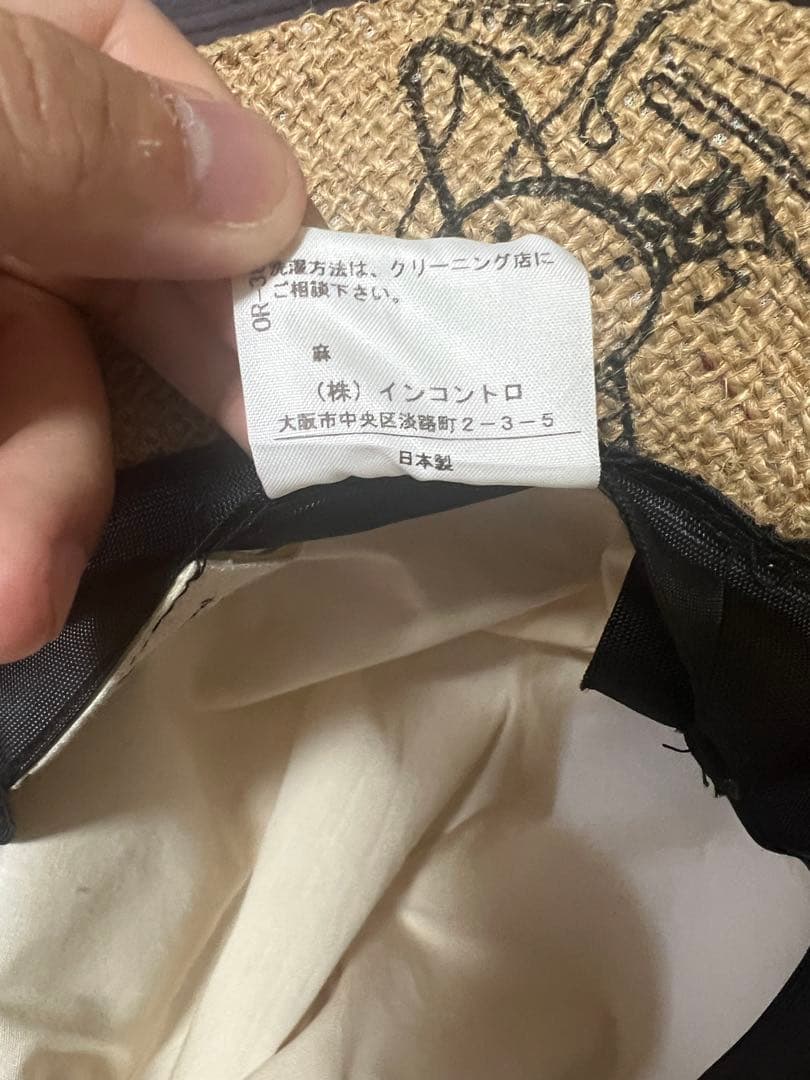 洗濯方法は、クリーニング店に
ご相談下さい。
麻
（株）インコントロ
大阪市中央区淡路町2-3-5
日本製